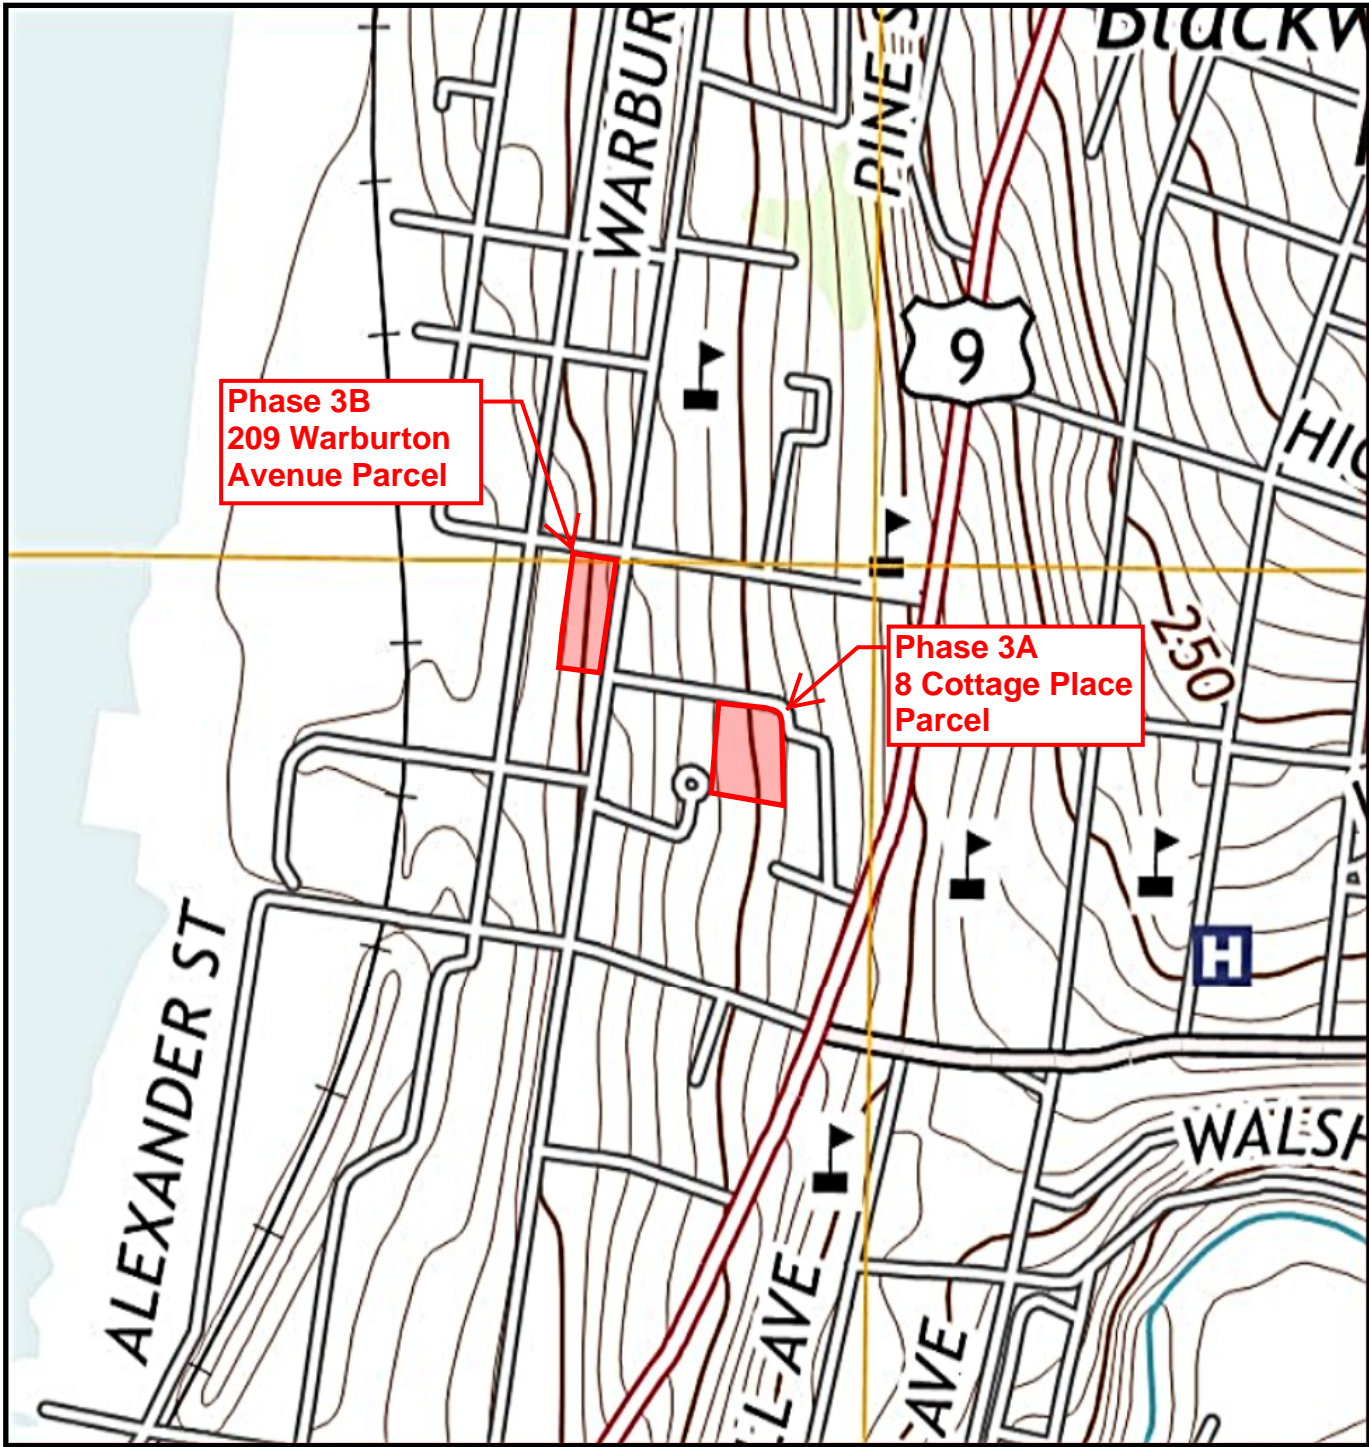 Blackw
WARBUR
PINE S
9
Phase 3B
209 Warburton
Avenue Parcel
HIG
250
Phase 3A
8 Cottage Place
Parcel
H
ALEXANDER ST
WALSH
L-AVE
AVE